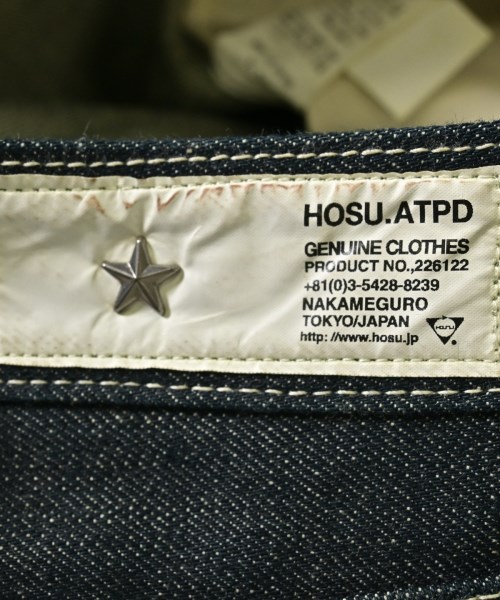 HOSU.ATPD
GENUINE CLOTHES
PRODUCT NO.,226122
+81(0)3-5428-8239
NAKAMEGURO
TOKYO/JAPAN
http://www.hosu.jp
HOSU